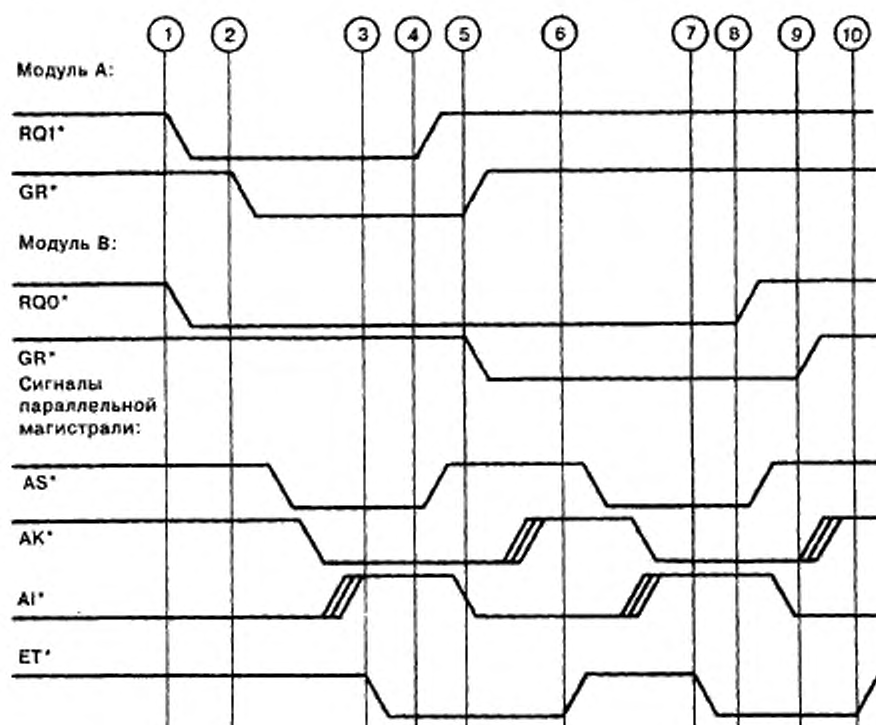 1 2 3 4 5 6 7 8 9 10
Модуль А:
RQ1*
GR*
Модуль В:
RQ0*
GR*
Сигналы
параллельной
магистрали:
AS*
AK*
AI*
ET*